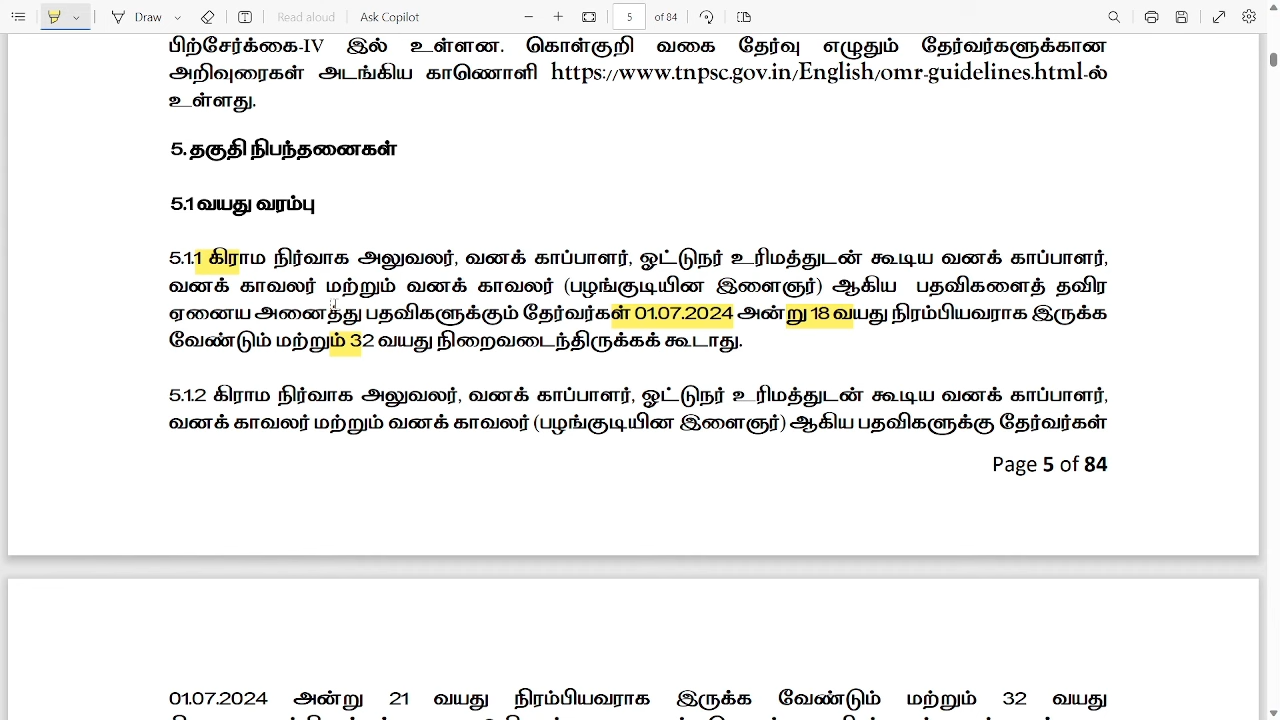 Draw
Read aloud
Ask Copilot
5
of 84
பிற்சேர்க்கை-IV இல் உள்ளன. கொள்குறி வகை தேர்வு எழுதும் தேர்வர்களுக்கான
அறிவுரைகள் அடங்கிய காணொளி https://www.tnpsc.gov.in/English/omr-guidelines.html-ல்
உள்ளது.
5. தகுதி நிபந்தனைகள்
5.1 வயது வரம்பு
5.1.1 கிராம நிர்வாக அலுவலர், வனக் காப்பாளர், ஓட்டுநர் உரிமத்துடன் கூடிய வனக் காப்பாளர்,
வனக் காவலர் மற்றும் வனக் காவலர் (பழங்குடியின இளைஞர்) ஆகிய பதவிகளைத் தவிர
ஏனைய அனைத்து பதவிகளுக்கும் தேர்வர்கள் 01.07.2024 அன்று 18 வயது நிரம்பியவராக இருக்க
வேண்டும் மற்றும் 32 வயது நிறைவடைந்திருக்கக் கூடாது.
5.1.2 கிராம நிர்வாக அலுவலர், வனக் காப்பாளர், ஓட்டுநர் உரிமத்துடன் கூடிய வனக் காப்பாளர்,
வனக் காவலர் மற்றும் வனக் காவலர் (பழங்குடியின இளைஞர்) ஆகிய பதவிகளுக்கு தேர்வர்கள்
Page 5 of 84
01.07.2024 அன்று 21 வயது நிரம்பியவராக இருக்க வேண்டும் மற்றும் 32 வயது